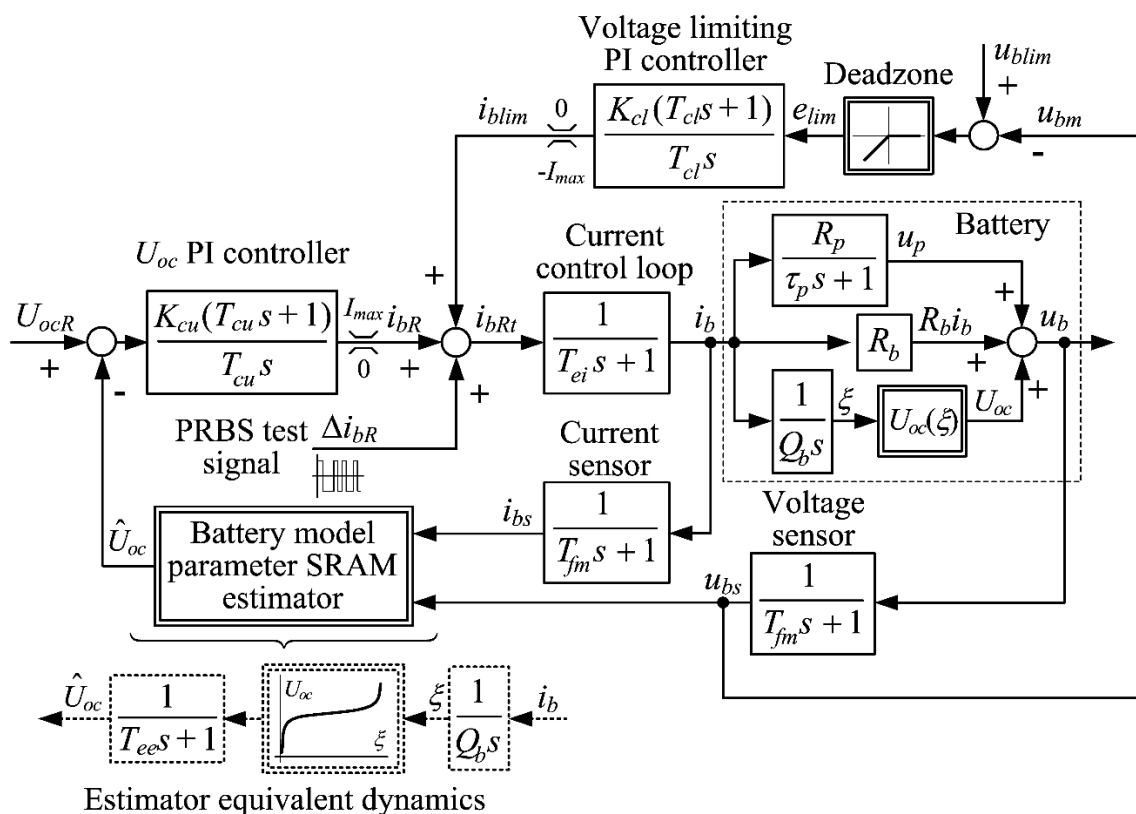 Voltage limiting
PI controller
Deadzone
u_blim
+
u_bm
-
e_lim
K_cl(T_cl s + 1)
T_cl s
i_blim
0
-I_max
Battery
R_p
τ_p s + 1
u_p
+
Current
control loop
U_oc PI controller
U_ocR
+
-
K_cu(T_cu s + 1)
T_cu s
I_max
0
i_bR
+
+
+
i_bRt
1
T_ei s + 1
i_b
R_b
R_b i_b
+
u_b
1
Q_b s
ξ
U_oc(ξ)
U_oc
+
PRBS test
signal
Δi_bR
Current
sensor
i_bs
1
T_fm s + 1
Voltage
sensor
u_bs
1
T_fm s + 1
Û_oc
Battery model
parameter SRAM
estimator
Û_oc
1
T_ee s + 1
U_oc
ξ
ξ
1
Q_b s
i_b
Estimator equivalent dynamics